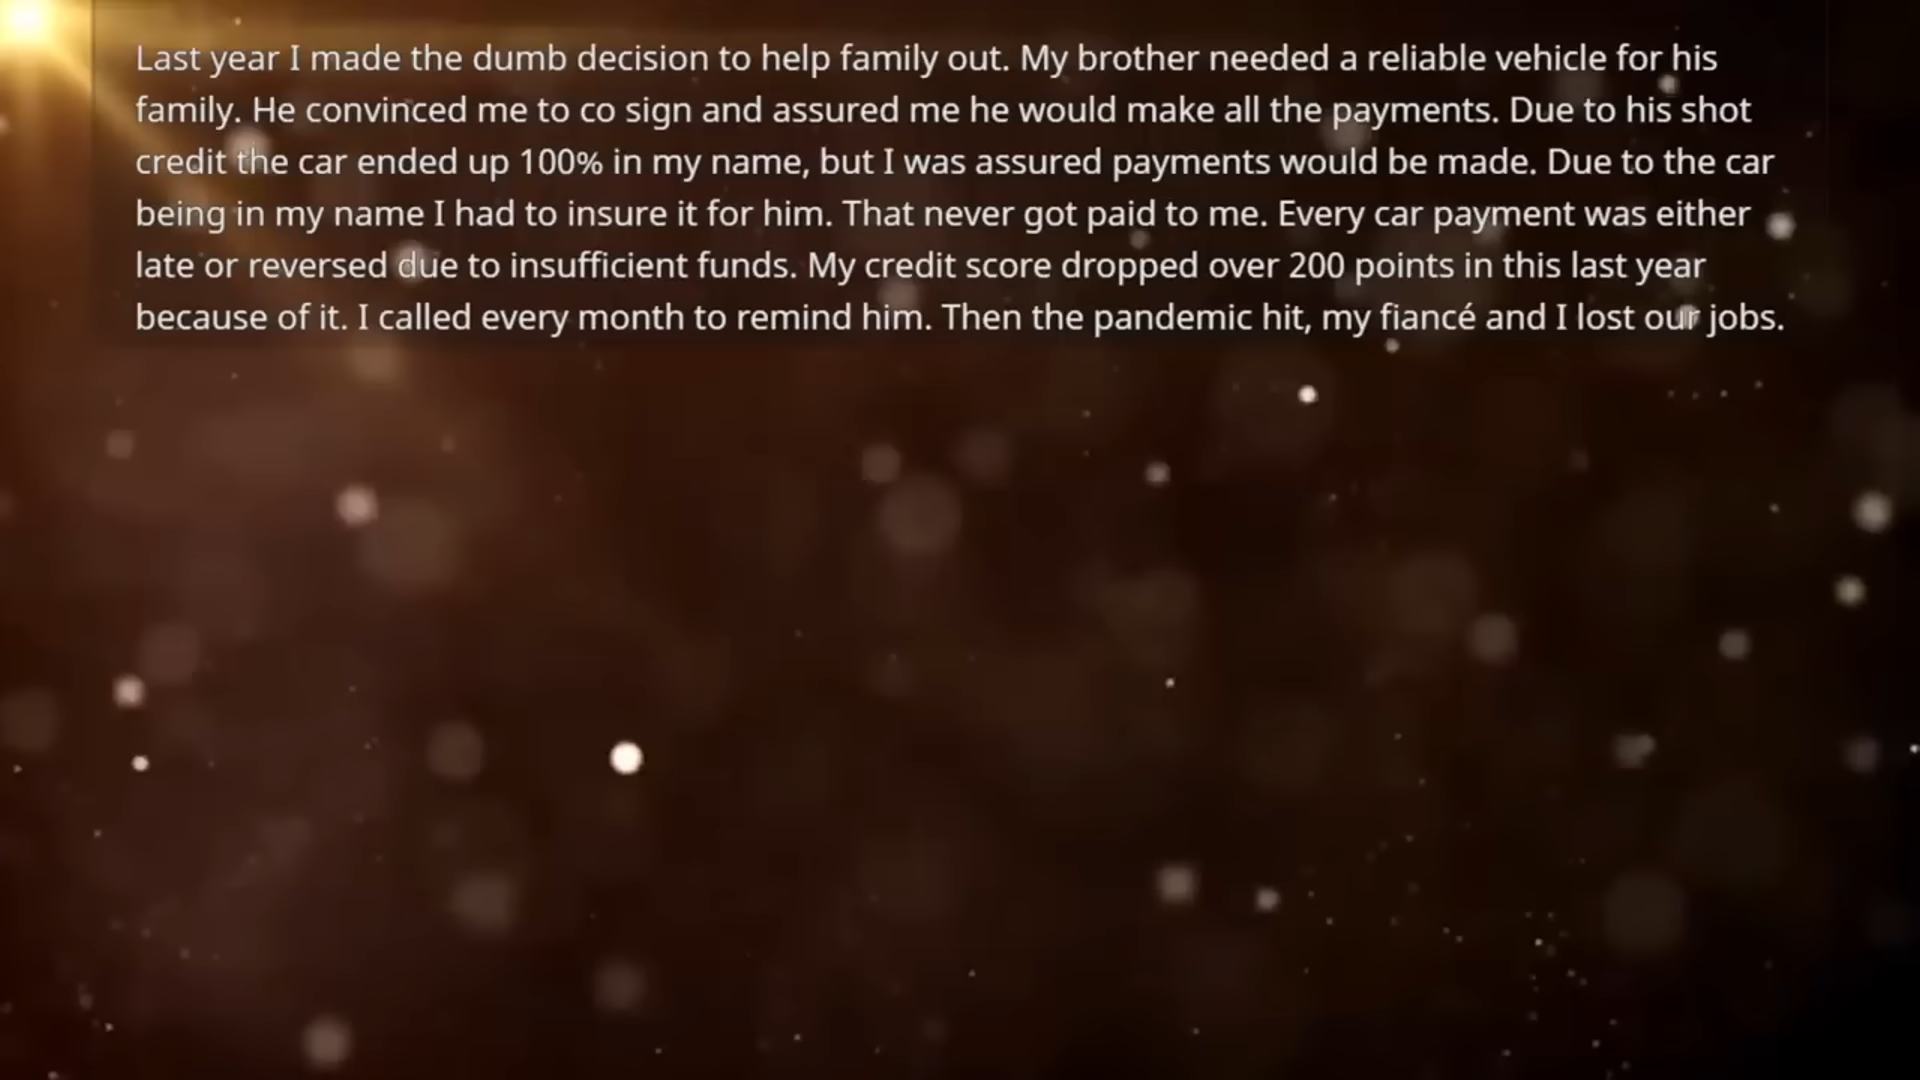 Last year I made the dumb decision to help family out. My brother needed a reliable vehicle for his
family. He convinced me to co sign and assured me he would make all the payments. Due to his shot
credit the car ended up 100% in my name, but I was assured payments would be made. Due to the car
being in my name I had to insure it for him. That never got paid to me. Every car payment was either
late or reversed due to insufficient funds. My credit score dropped over 200 points in this last year
because of it. I called every month to remind him. Then the pandemic hit, my fiancé and I lost our jobs.